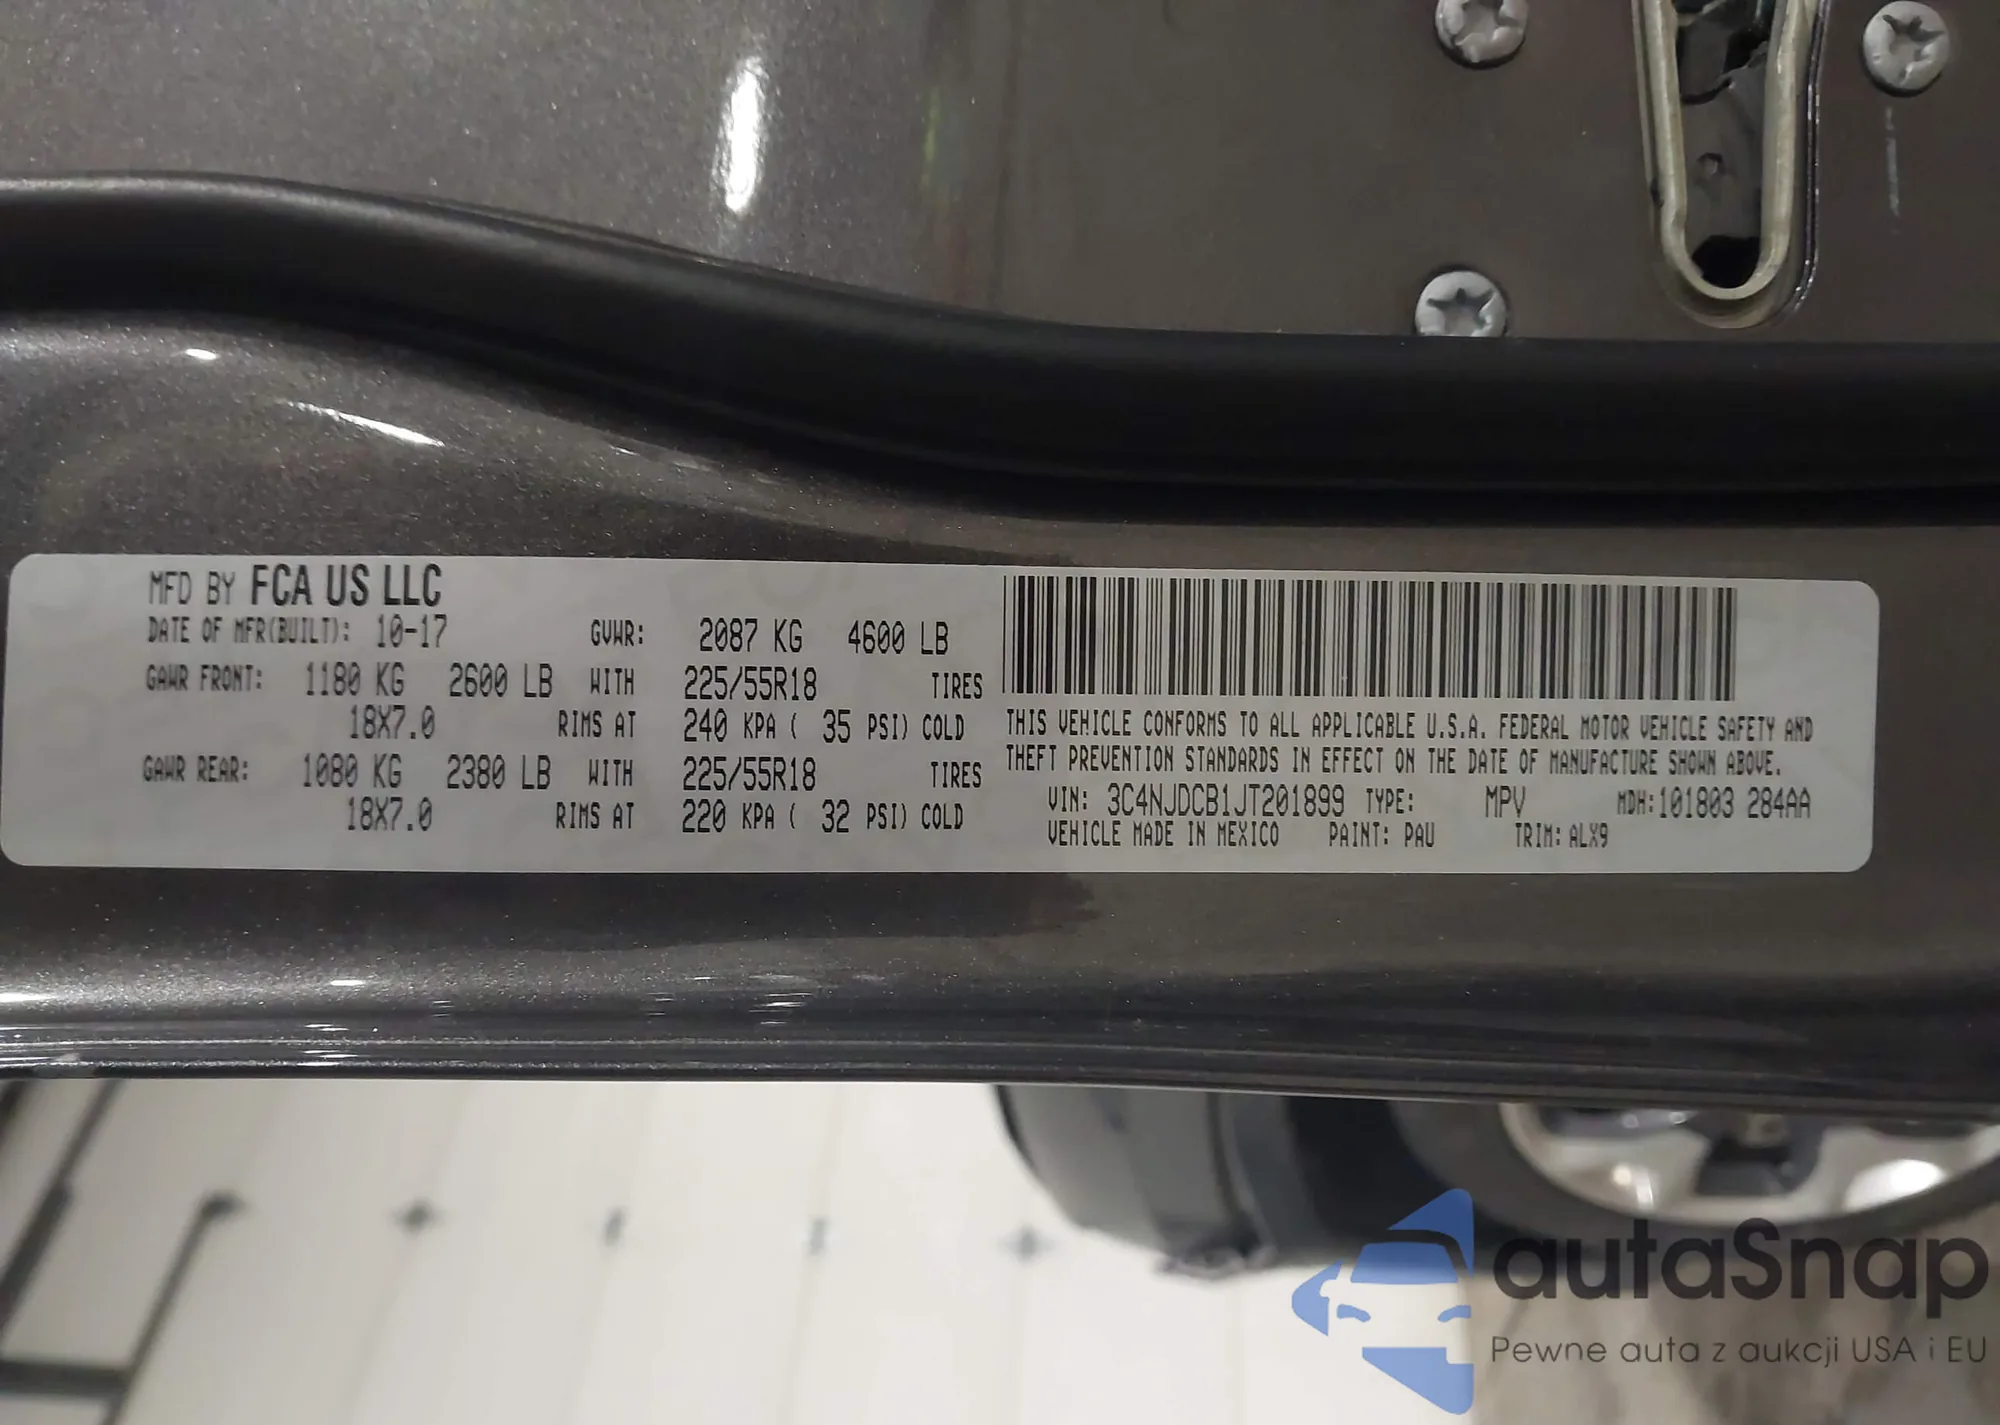 MFD BY FCA US LLC
DATE OF MFR(BUILT): 10-17 GVWR: 2087 KG 4600 LB
GAWR FRONT: 1180 KG 2600 LB WITH 225/55R18 TIRES
18X7.0 RIMS AT 240 KPA ( 35 PSI) COLD
GAWR REAR: 1080 KG 2380 LB WITH 225/55R18 TIRES
18X7.0 RIMS AT 220 KPA ( 32 PSI) COLD
THIS VEHICLE CONFORMS TO ALL APPLICABLE U.S.A. FEDERAL MOTOR VEHICLE SAFETY AND
THEFT PREVENTION STANDARDS IN EFFECT ON THE DATE OF MANUFACTURE SHOWN ABOVE.
VIN: 3C4NJDCB1JT201899 TYPE: MPV MDH:101803 284AA
VEHICLE MADE IN MEXICO PAINT: PAU TRIM: ALX9
autaSnap
Pewne auta z aukcji USA i EU